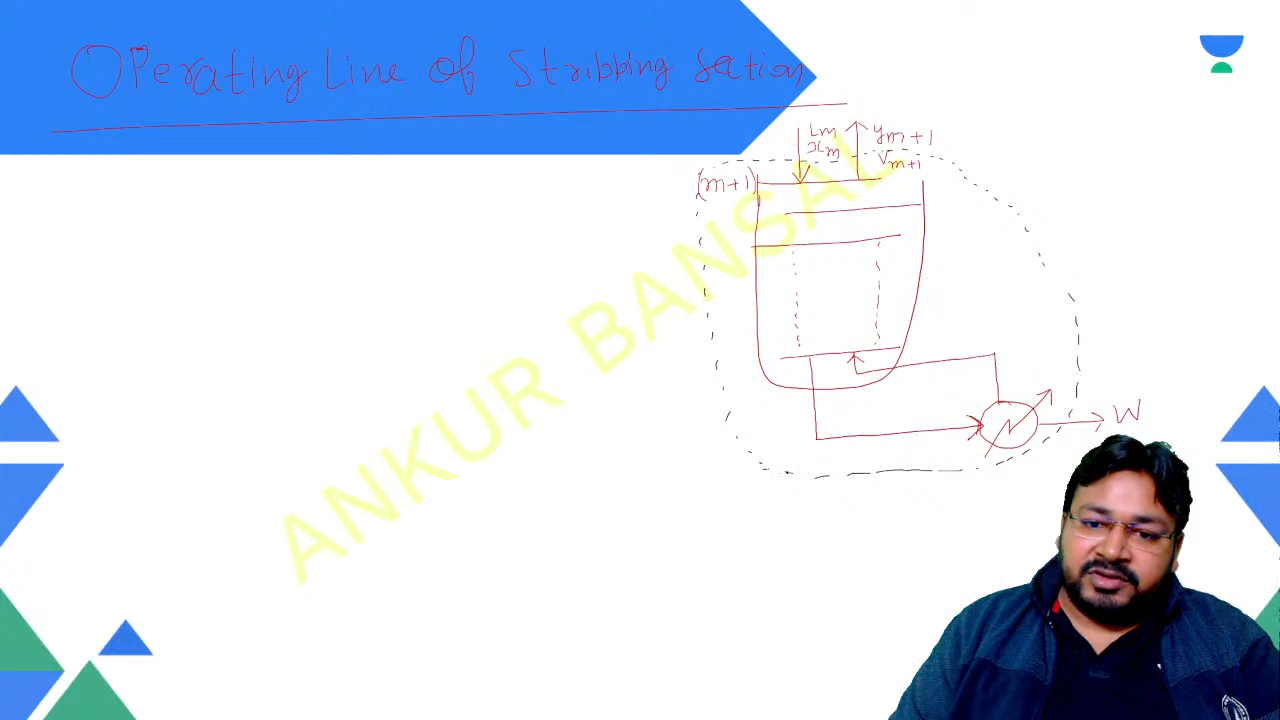 Operating Line of Stribbing section
Lm ym+1
xm Vm+1
(m+1)
W
ANKUR BANSAL